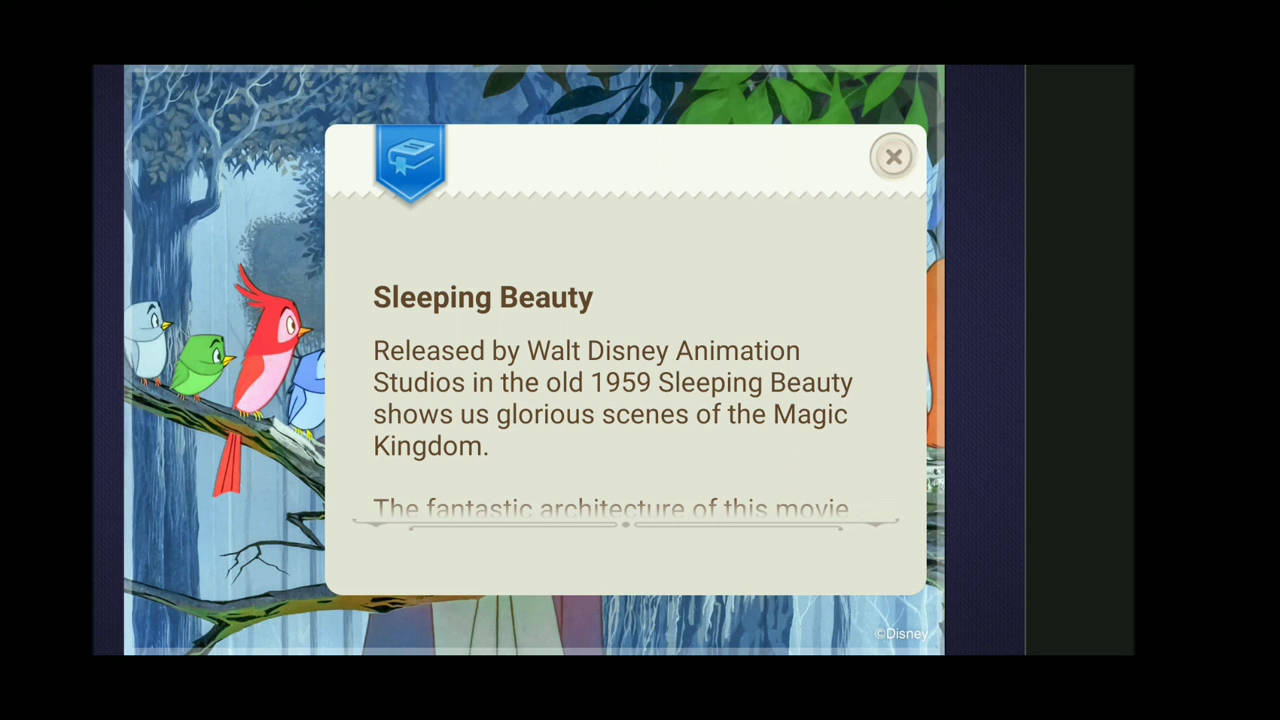 Sleeping Beauty
Released by Walt Disney Animation
Studios in the old 1959 Sleeping Beauty
shows us glorious scenes of the Magic
Kingdom.
The fantastic architecture of this movie
©Disney